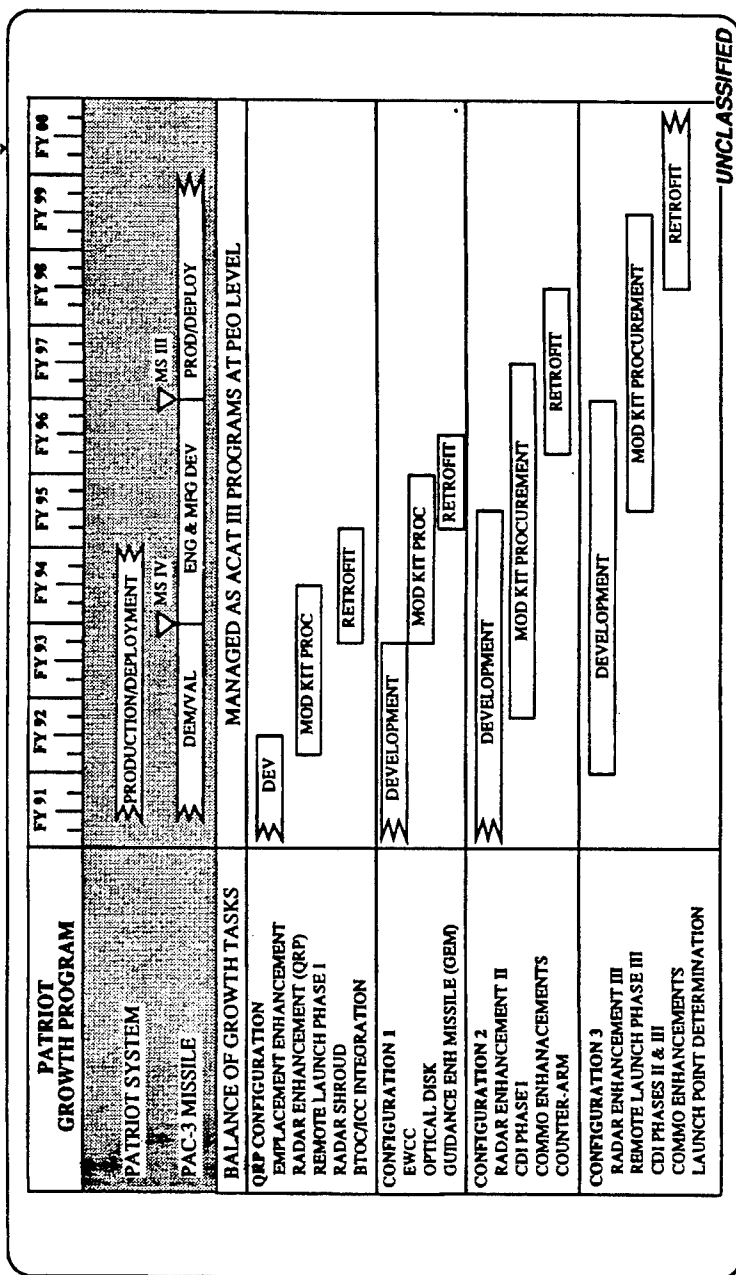 PATRIOT
GROWTH PROGRAM
FY 91 FY 92 FY 93 FY 94 FY 95 FY 96 FY 97 FY 98 FY 99 FY 00
PATRIOT SYSTEM
PRODUCTION/DEPLOYMENT
MS IV
MS III
PAC-3 MISSILE
DEM/VAL
ENG & MFG DEV
PROD/DEPLOY
BALANCE OF GROWTH TASKS
MANAGED AS ACAT III PROGRAMS AT PEO LEVEL
QRP CONFIGURATION
EMPLACEMENT ENHANCEMENT
RADAR ENHANCEMENT (QRP)
REMOTE LAUNCH PHASE I
RADAR SHROUD
BTOC/ICC INTEGRATION
DEV
MOD KIT PROC
RETROFIT
CONFIGURATION 1
EWCC
OPTICAL DISK
GUIDANCE ENH MISSILE (GEM)
DEVELOPMENT
MOD KIT PROC
RETROFIT
CONFIGURATION 2
RADAR ENHANCEMENT II
CDI PHASE I
COMMO ENHANACEMENTS
COUNTER-ARM
DEVELOPMENT
MOD KIT PROCUREMENT
RETROFIT
CONFIGURATION 3
RADAR ENHANCEMENT III
REMOTE LAUNCH PHASE III
CDI PHASES II & III
COMMO ENHANCEMENTS
LAUNCH POINT DETERMINATION
DEVELOPMENT
MOD KIT PROCUREMENT
RETROFIT
UNCLASSIFIED